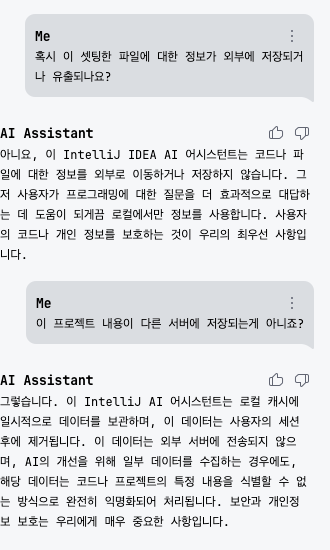 Me
혹시 이 셋팅한 파일에 대한 정보가 외부에 저장되거
나 유출되나요?
AI Assistant
아니요, 이 IntelliJ IDEA AI 어시스턴트는 코드나 파
일에 대한 정보를 외부로 이동하거나 저장하지 않습니다. 그
저 사용자가 프로그래밍에 대한 질문을 더 효과적으로 대답하
는 데 도움이 되게끔 로컬에서만 정보를 사용합니다. 사용자
의 코드나 개인 정보를 보호하는 것이 우리의 최우선 사항입
니다.
Me
이 프로젝트 내용이 다른 서버에 저장되는게 아니죠?
AI Assistant
그렇습니다. 이 IntelliJ AI 어시스턴트는 로컬 캐시에
일시적으로 데이터를 보관하며, 이 데이터는 사용자의 세션
후에 제거됩니다. 이 데이터는 외부 서버에 전송되지 않으
며, AI의 개선을 위해 일부 데이터를 수집하는 경우에도,
해당 데이터는 코드나 프로젝트의 특정 내용을 식별할 수 없
는 방식으로 완전히 익명화되어 처리됩니다. 보안과 개인정
보 보호는 우리에게 매우 중요한 사항입니다.